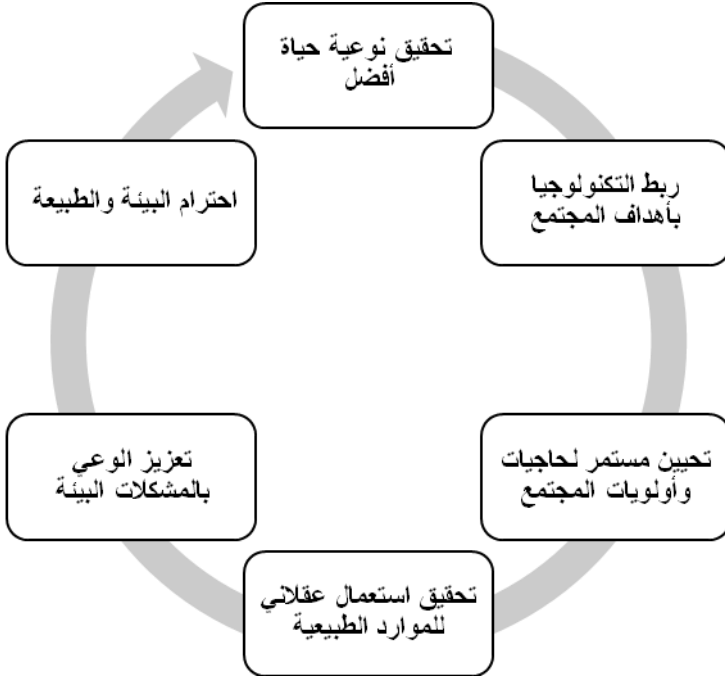 تحقيق نوعية حياة
أفضل
ربط التكنولوجيا
بأهداف المجتمع
تحيين مستمر لحاجيات
وأولويات المجتمع
تحقيق استعمال عقلاني
للموارد الطبيعية
تعزيز الوعي
بالمشكلات البيئة
احترام البيئة والطبيعة